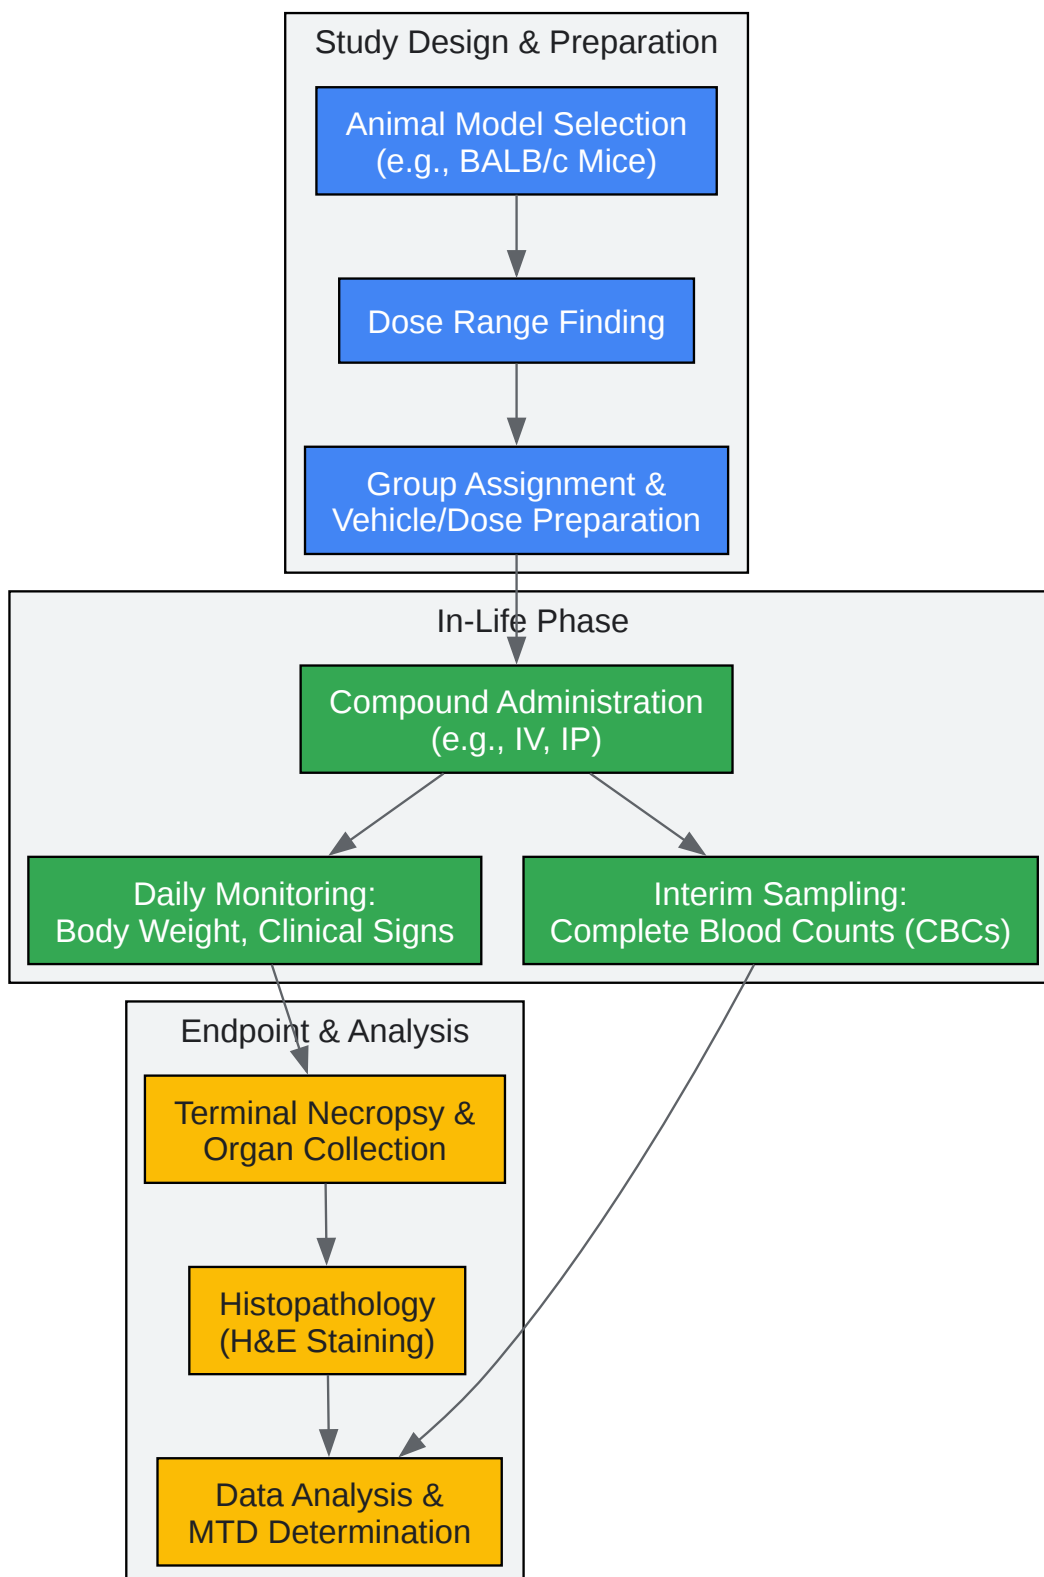 Study Design & Preparation
Animal Model Selection
(e.g., BALB/c Mice)
Dose Range Finding
Group Assignment &
Vehicle/Dose Preparation
In-Life Phase
Compound Administration
(e.g., IV, IP)
Daily Monitoring:
Body Weight, Clinical Signs
Interim Sampling:
Complete Blood Counts (CBCs)
Endpoint & Analysis
Terminal Necropsy &
Organ Collection
Histopathology
(H&E Staining)
Data Analysis &
MTD Determination